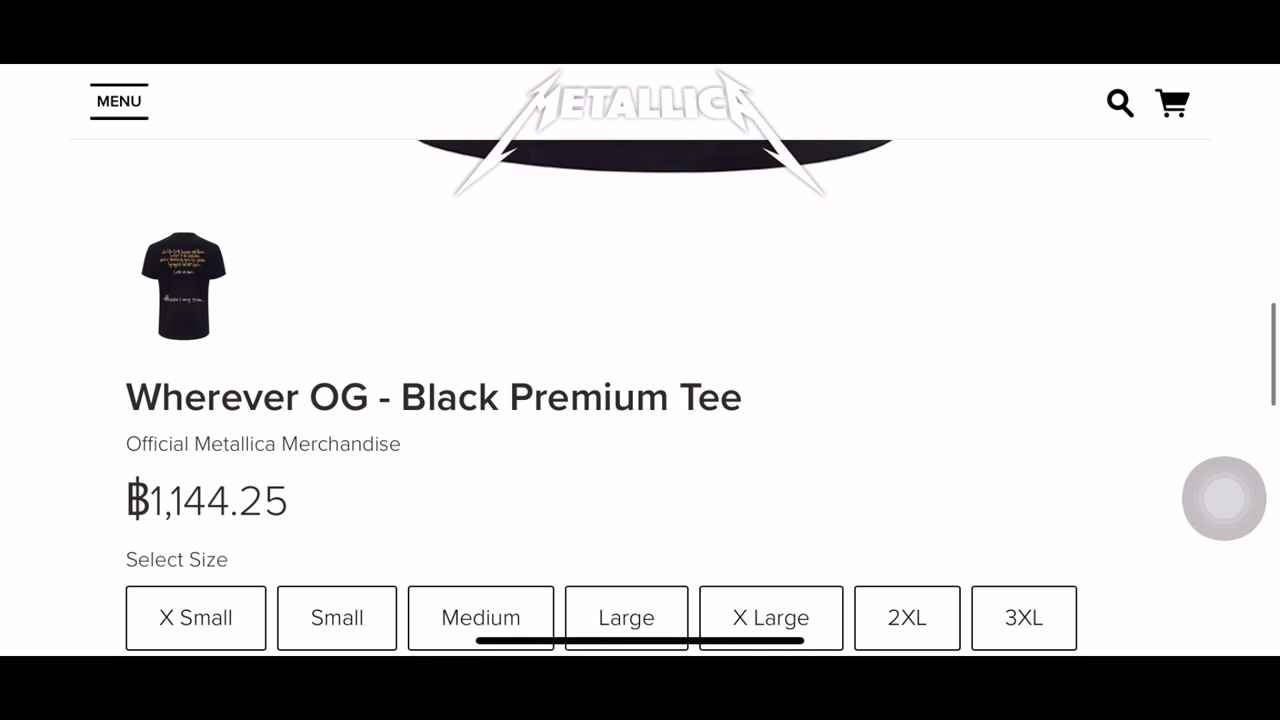 MENU
METALLICA
Wherever OG - Black Premium Tee
Official Metallica Merchandise
฿1,144.25
Select Size
X Small Small Medium Large X Large 2XL 3XL